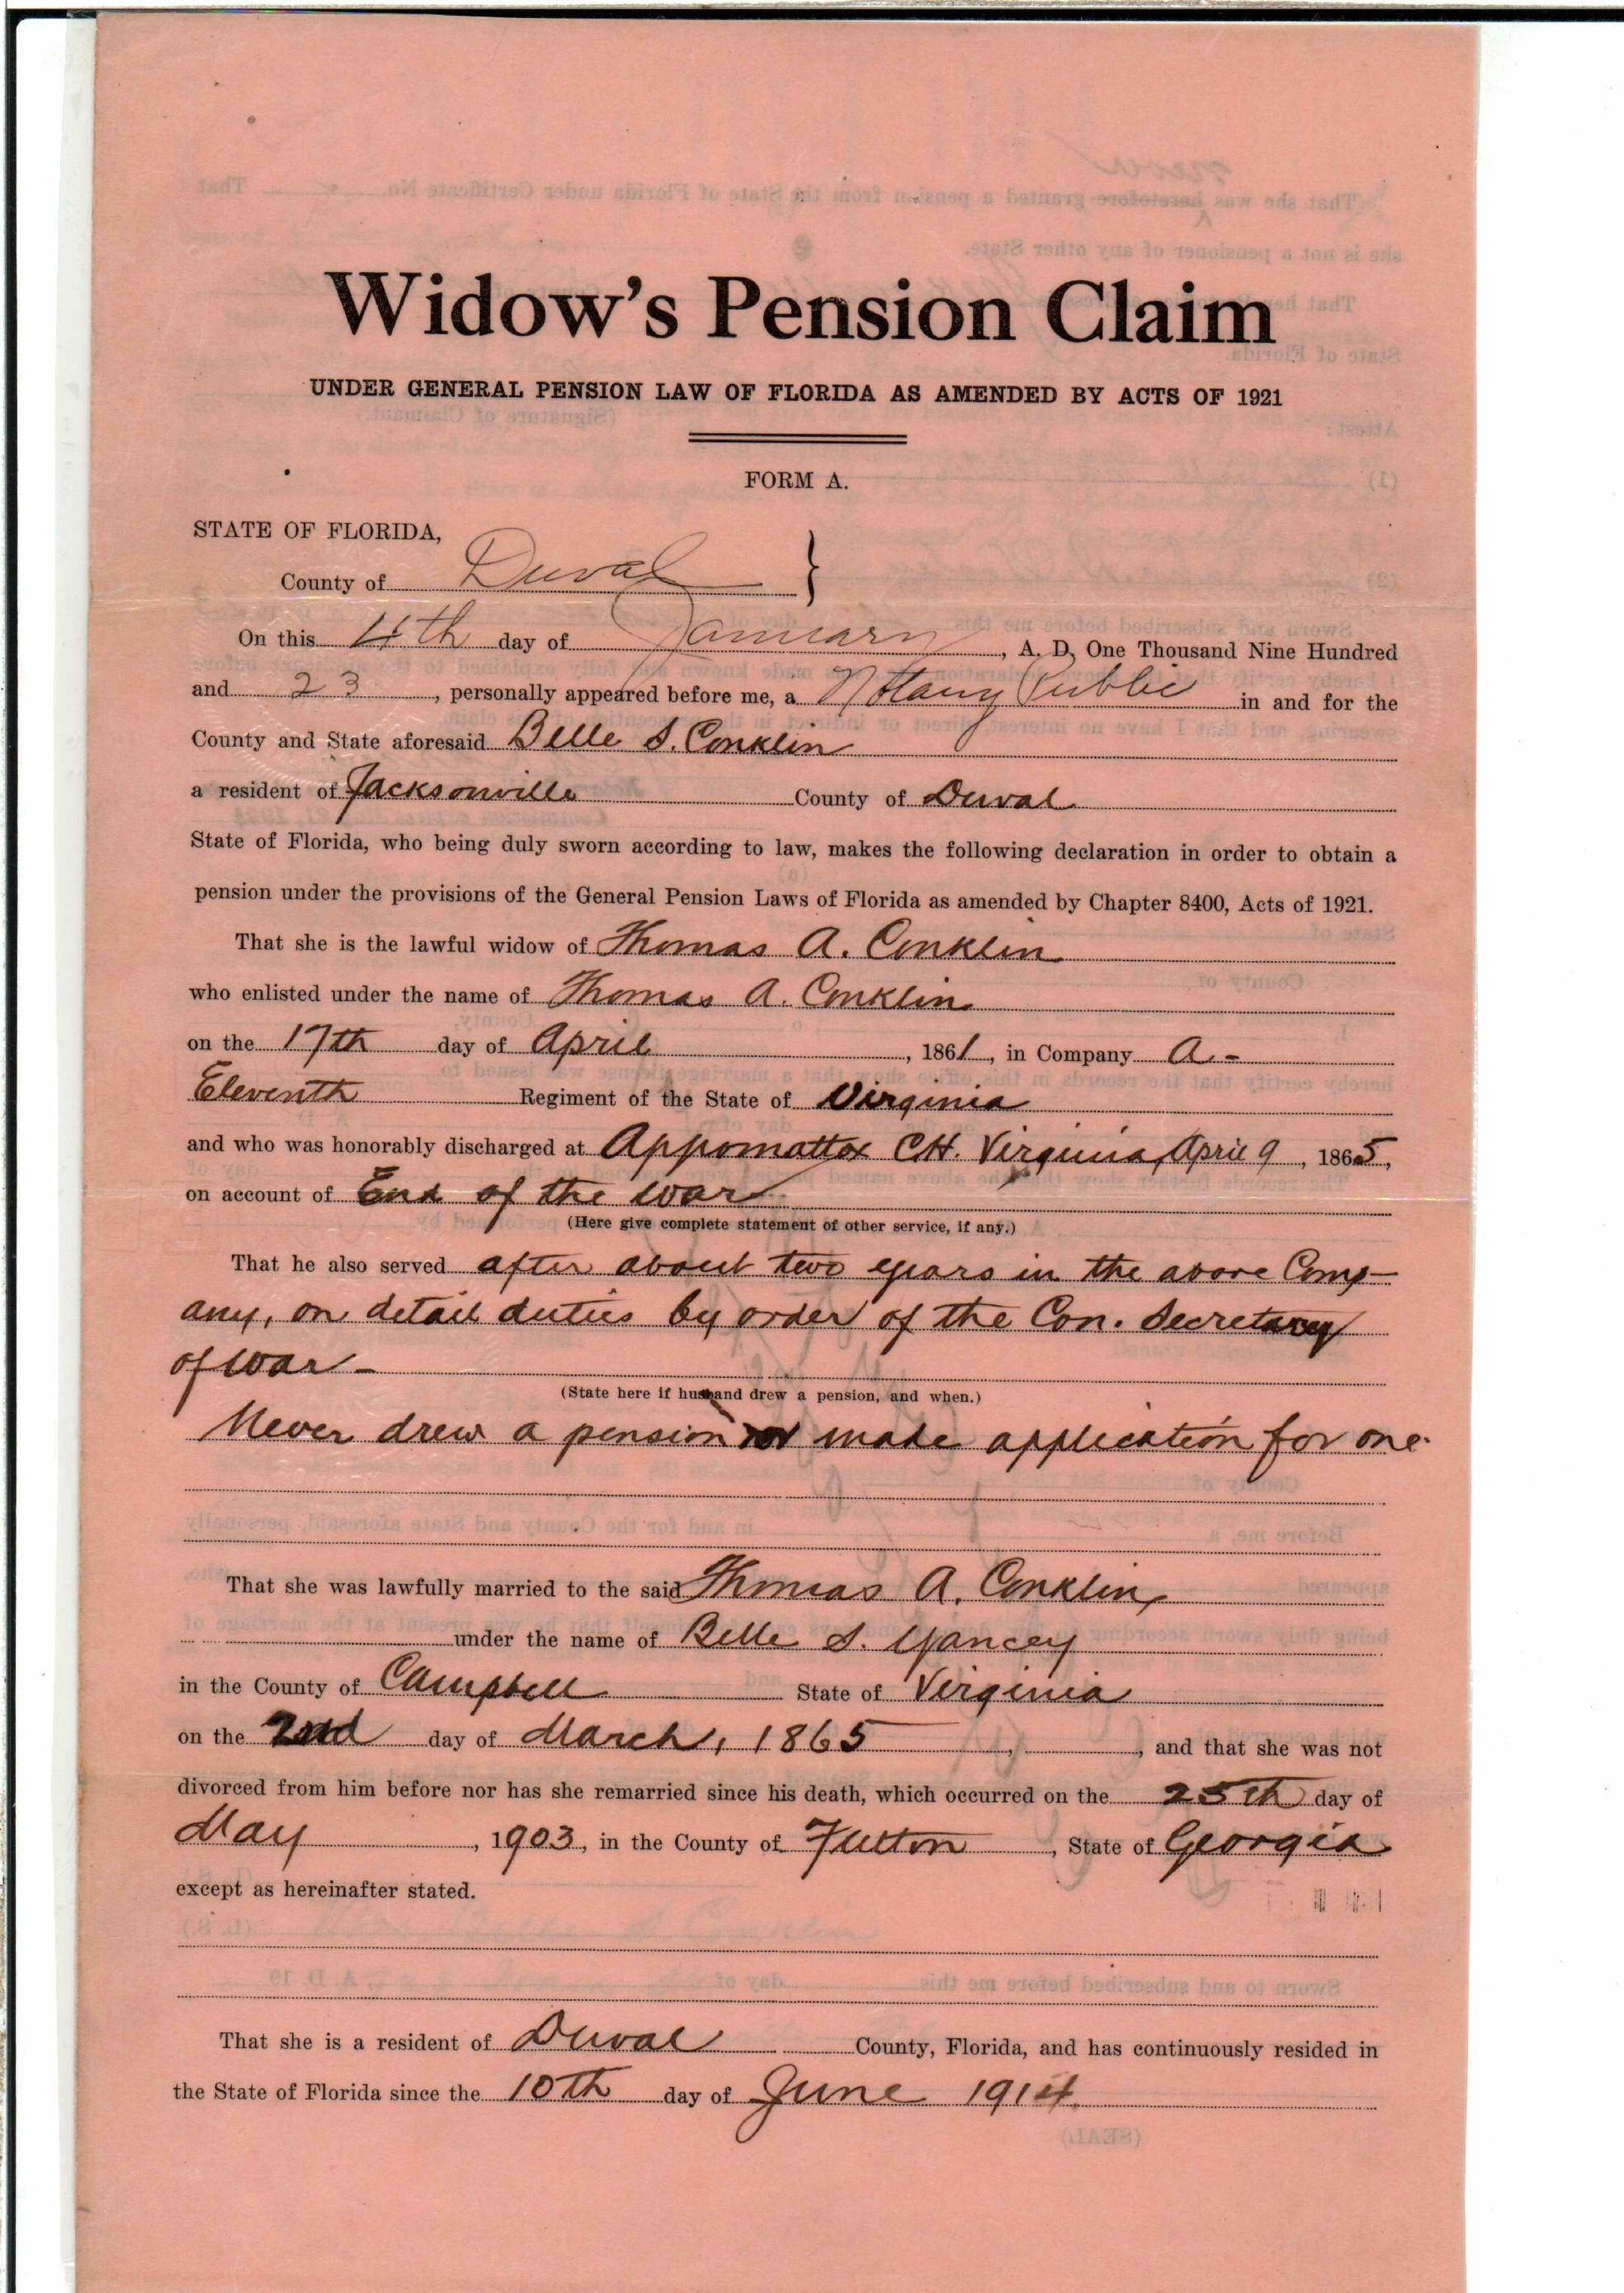 Widow's Pension Claim
UNDER GENERAL PENSION LAW OF FLORIDA AS AMENDED BY ACTS OF 1921
FORM A.
STATE OF FLORIDA,
County of Duval }
On this 4th day of January, A. D. One Thousand Nine Hundred
and 23, personally appeared before me, a Notary Public in and for the
County and State aforesaid Belle S. Conklin
a resident of Jacksonville County of Duval
State of Florida, who being duly sworn according to law, makes the following declaration in order to obtain a
pension under the provisions of the General Pension Laws of Florida as amended by Chapter 8400, Acts of 1921.
That she is the lawful widow of Thomas A. Conklin
who enlisted under the name of Thomas A. Conklin
on the 17th day of April, 1861, in Company A.-
Eleventh Regiment of the State of Virginia
and who was honorably discharged at Appomattox C.H. Virginia, April 9, 1865,
on account of End of the war
(Here give complete statement of other service, if any.)
That he also served after about two years in the above Comp-
any, on detail duties by order of the Con. Secretary
of War -
(State here if husband drew a pension, and when.)
Never drew a pension nor made application for one.
That she was lawfully married to the said Thomas A. Conklin,
under the name of Belle S. Yancey
in the County of Campbell State of Virginia
on the 2nd day of March, 1865, and that she was not
divorced from him before nor has she remarried since his death, which occurred on the 25th day of
May, 1903, in the County of Fulton, State of Georgia
except as hereinafter stated.
That she is a resident of Duval County, Florida, and has continuously resided in
the State of Florida since the 10th day of June 1914.